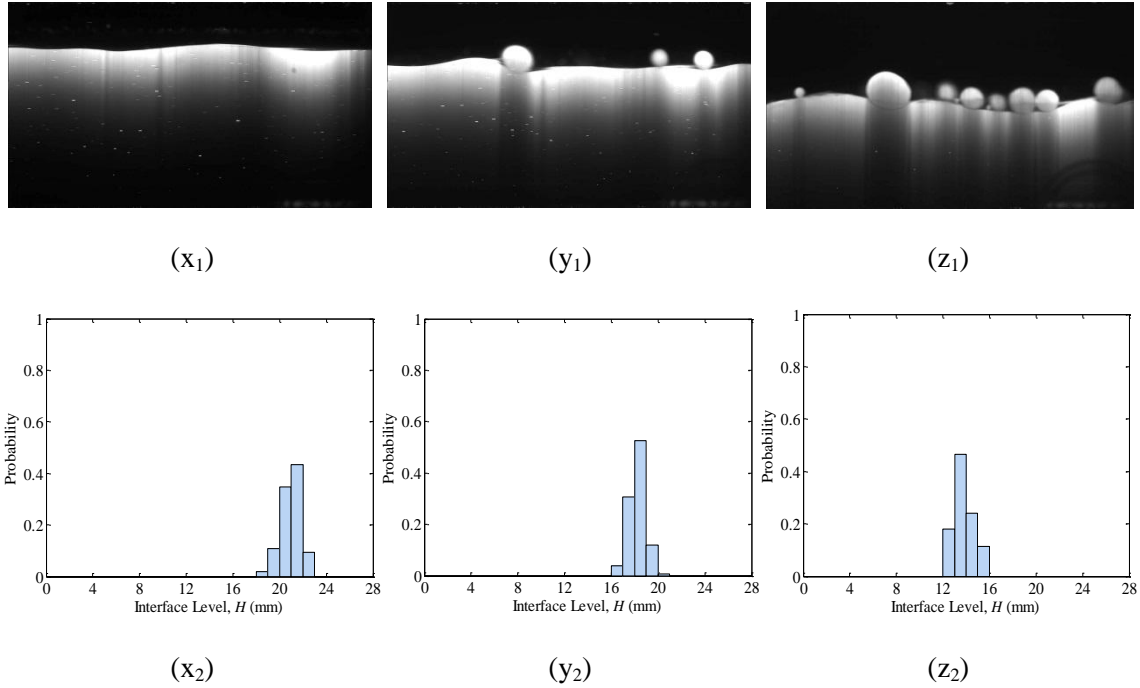 (x₁)
(y₁)
(z₁)
1
0.8
0.6
0.4
0.2
0
Probability
0 4 8 12 16 20 24 28
Interface Level, H (mm)
(x₂)
1
0.8
0.6
0.4
0.2
0
Probability
0 4 8 12 16 20 24 28
Interface Level, H (mm)
(y₂)
1
0.8
0.6
0.4
0.2
0
Probability
0 4 8 12 16 20 24 28
Interface Level, H (mm)
(z₂)